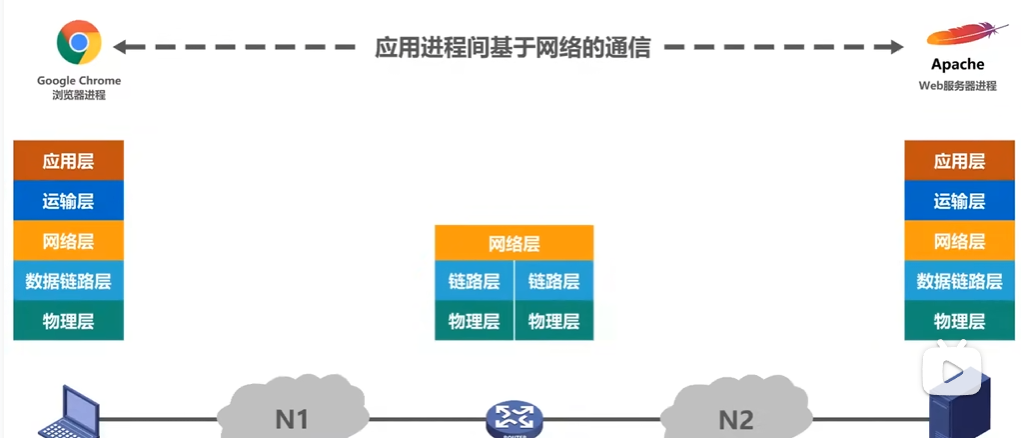 应用进程间基于网络的通信
Google Chrome
浏览器进程
Apache
Web服务器进程
应用层
运输层
网络层
数据链路层
物理层
网络层
链路层 链路层
物理层 物理层
应用层
运输层
网络层
数据链路层
物理层
N1
ROUTER
N2